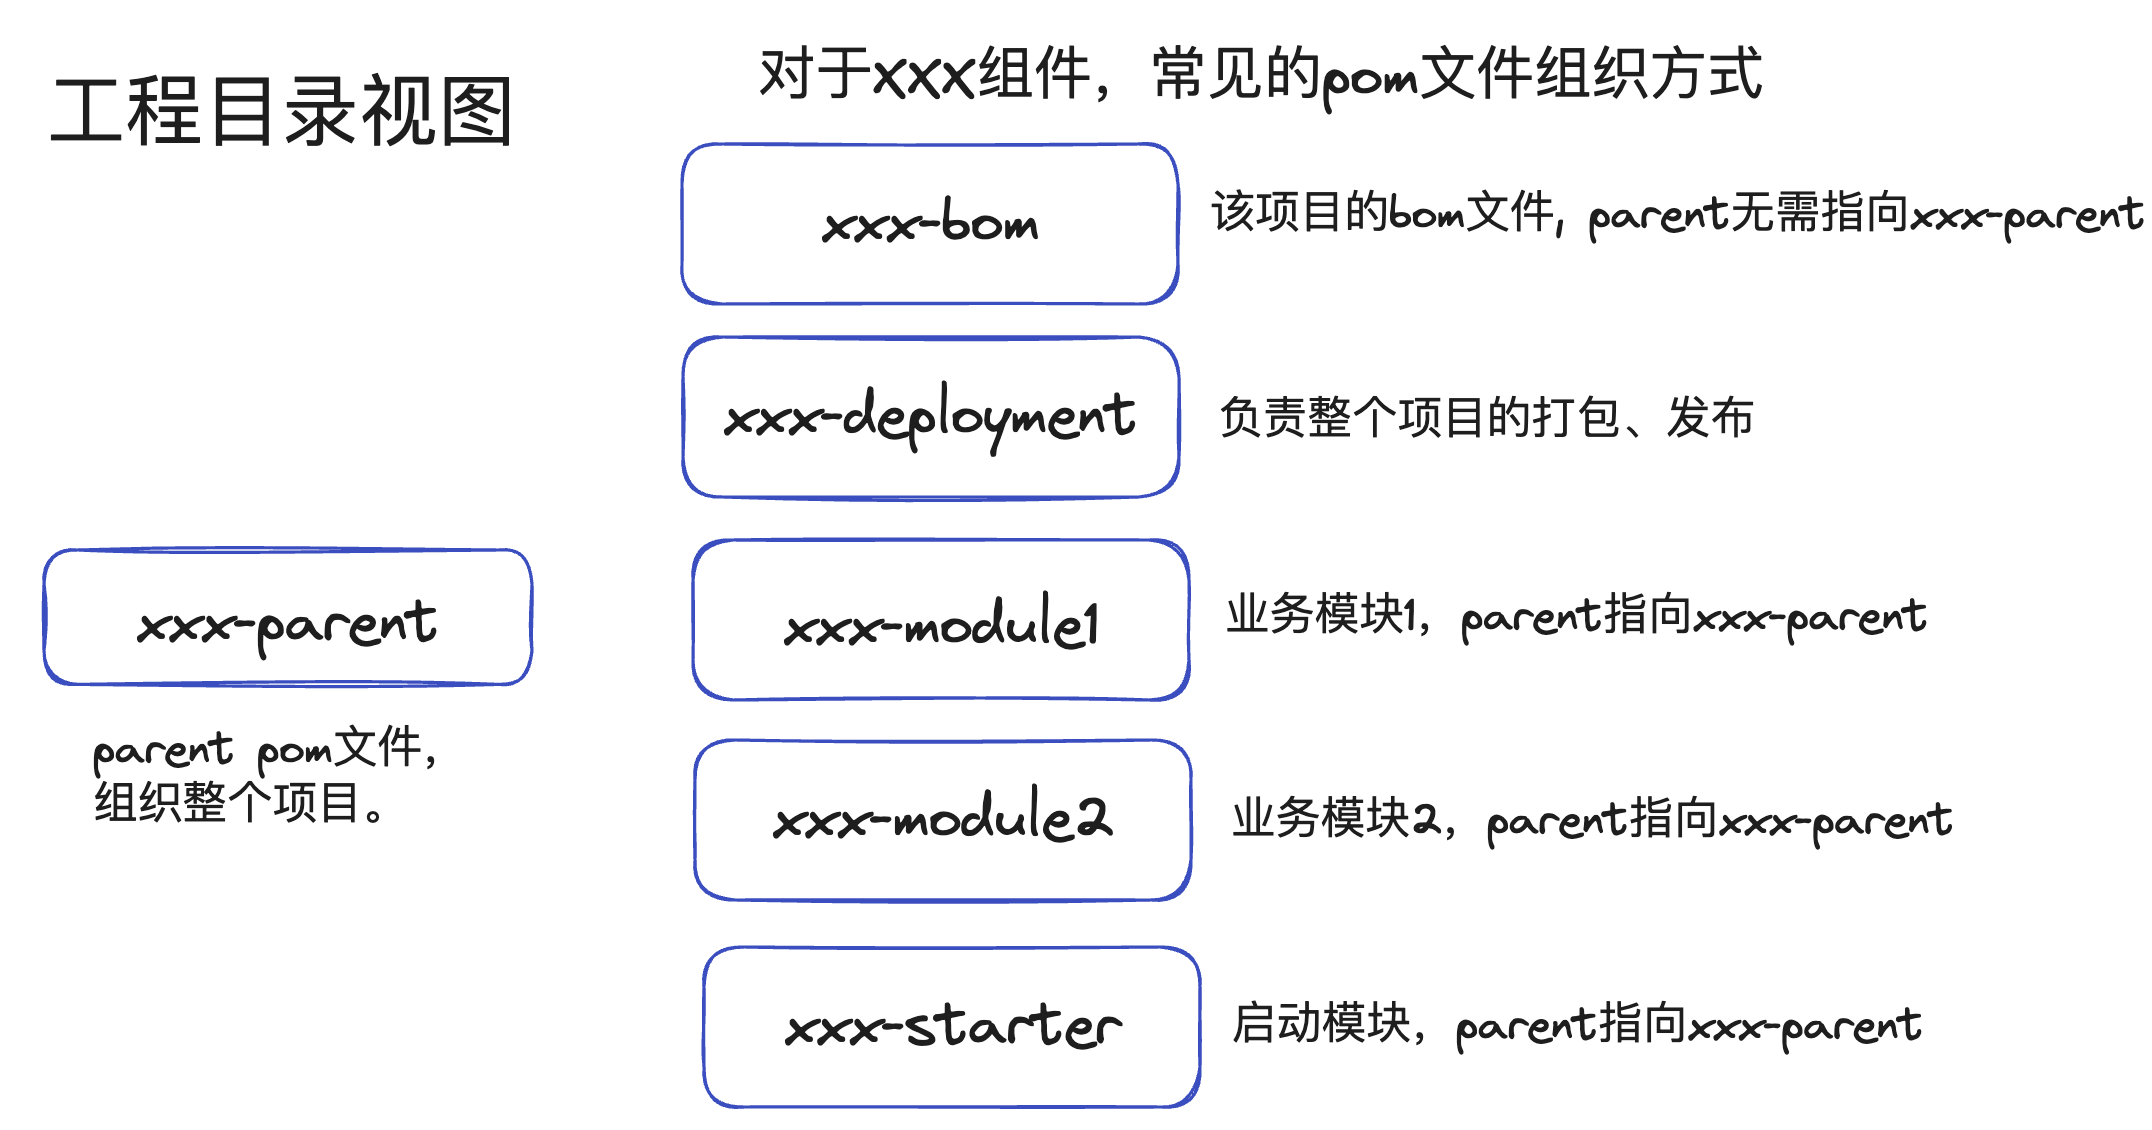 工程目录视图
对于xxx组件，常见的pom文件组织方式
xxx-bom
该项目的bom文件, parent无需指向xxx-parent
xxx-deployment
负责整个项目的打包、发布
xxx-parent
parent pom文件，
组织整个项目。
xxx-module1
业务模块1，parent指向xxx-parent
xxx-module2
业务模块2，parent指向xxx-parent
xxx-starter
启动模块，parent指向xxx-parent